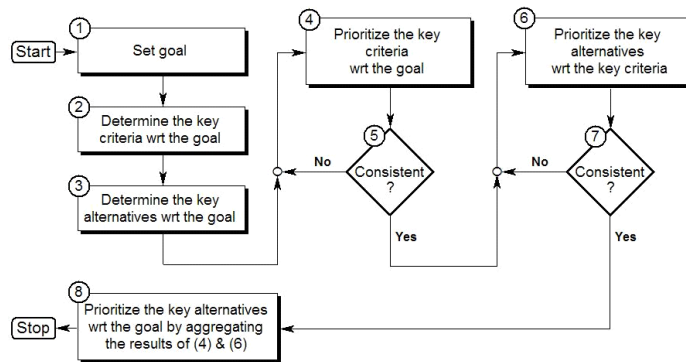 Start
1
Set goal
2
Determine the key
criteria wrt the goal
3
Determine the key
alternatives wrt the goal
4
Prioritize the key
criteria
wrt the goal
5
Consistent
?
No
Yes
6
Prioritize the key
alternatives
wrt the key criteria
7
Consistent
?
No
Yes
8
Prioritize the key alternatives
wrt the goal by aggregating
the results of (4) & (6)
Stop